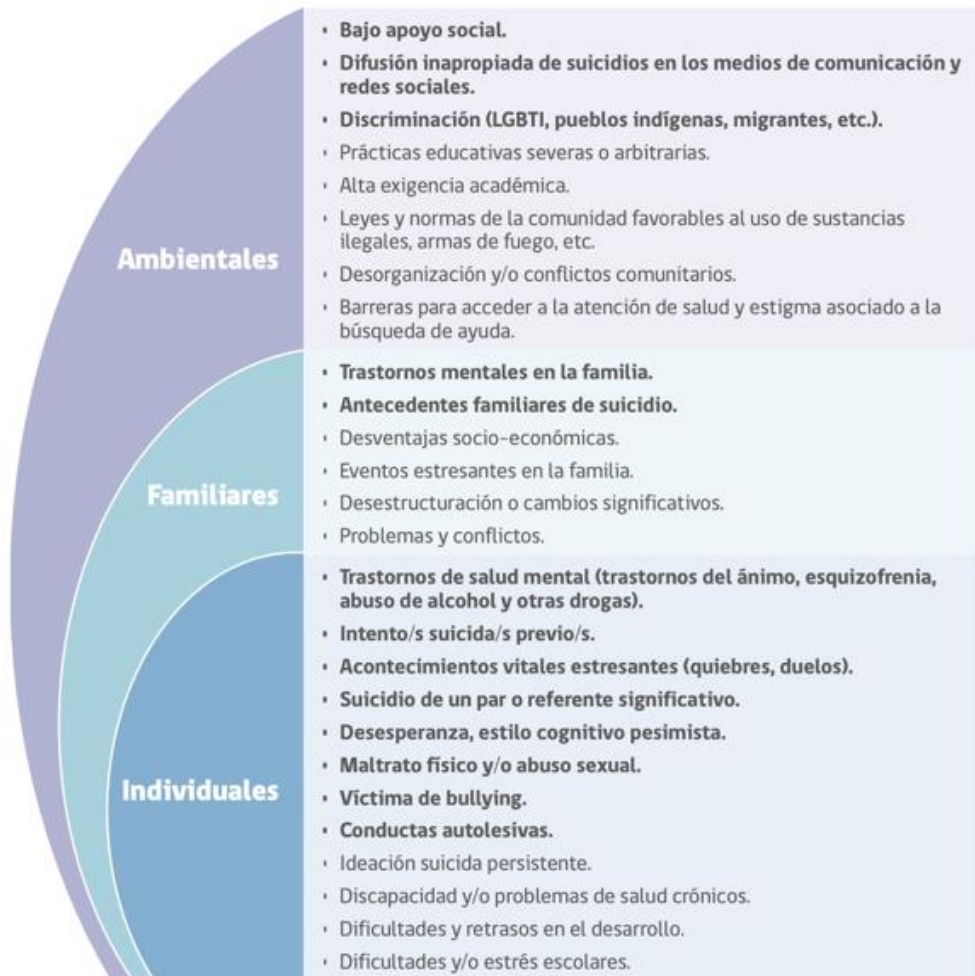 Ambientales
• Bajo apoyo social.
• Difusión inapropiada de suicidios en los medios de comunicación y
redes sociales.
• Discriminación (LGBTI, pueblos indígenas, migrantes, etc.).
• Prácticas educativas severas o arbitrarias.
• Alta exigencia académica.
• Leyes y normas de la comunidad favorables al uso de sustancias
ilegales, armas de fuego, etc.
• Desorganización y/o conflictos comunitarios.
• Barreras para acceder a la atención de salud y estigma asociado a la
búsqueda de ayuda.
Familiares
• Trastornos mentales en la familia.
• Antecedentes familiares de suicidio.
• Desventajas socio-económicas.
• Eventos estresantes en la familia.
• Desestructuración o cambios significativos.
• Problemas y conflictos.
Individuales
• Trastornos de salud mental (trastornos del ánimo, esquizofrenia,
abuso de alcohol y otras drogas).
• Intento/s suicida/s previo/s.
• Acontecimientos vitales estresantes (quiebres, duelos).
• Suicidio de un par o referente significativo.
• Desesperanza, estilo cognitivo pesimista.
• Maltrato físico y/o abuso sexual.
• Víctima de bullying.
• Conductas autolesivas.
• Ideación suicida persistente.
• Discapacidad y/o problemas de salud crónicos.
• Dificultades y retrasos en el desarrollo.
• Dificultades y/o estrés escolares.